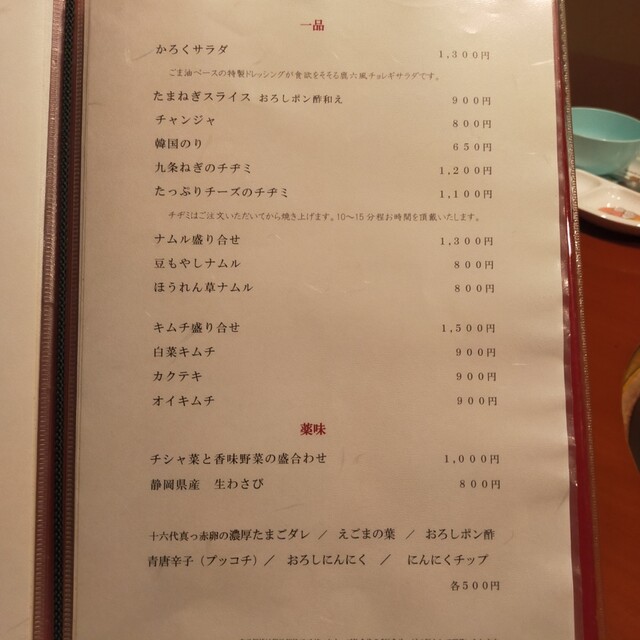 一品
かろくサラダ 1,300円
ごま油ベースの特製ドレッシングが食欲をそそる鹿六風チョレギサラダです。
たまねぎスライス おろしポン酢和え 900円
チャンジャ 800円
韓国のり 650円
九条ねぎのチヂミ 1,200円
たっぷりチーズのチヂミ 1,100円
チヂミはご注文いただいてから焼き上げます。10〜15分程お時間を頂戴いたします。
ナムル盛り合せ 1,300円
豆もやしナムル 800円
ほうれん草ナムル 800円
キムチ盛り合せ 1,500円
白菜キムチ 900円
カクテキ 900円
オイキムチ 900円
薬味
チシャ菜と香味野菜の盛合わせ 1,000円
静岡県産 生わさび 800円
十六代真っ赤卵の濃厚たまごダレ / えごまの葉 / おろしポン酢
青唐辛子(プッコチ) / おろしにんにく / にんにくチップ
各500円